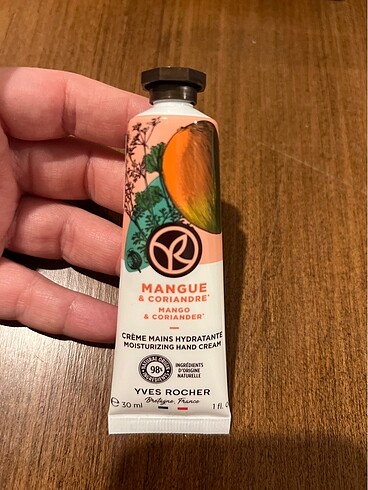 MANGUE
& CORIANDRE*
MANGO
& CORIANDER*
CRÈME MAINS HYDRATANTE
MOISTURIZING HAND CREAM
98%
INGRÉDIENTS
D'ORIGINE
NATURELLE
YVES ROCHER
Bretagne, France
℮ 30 ml 1 fl.